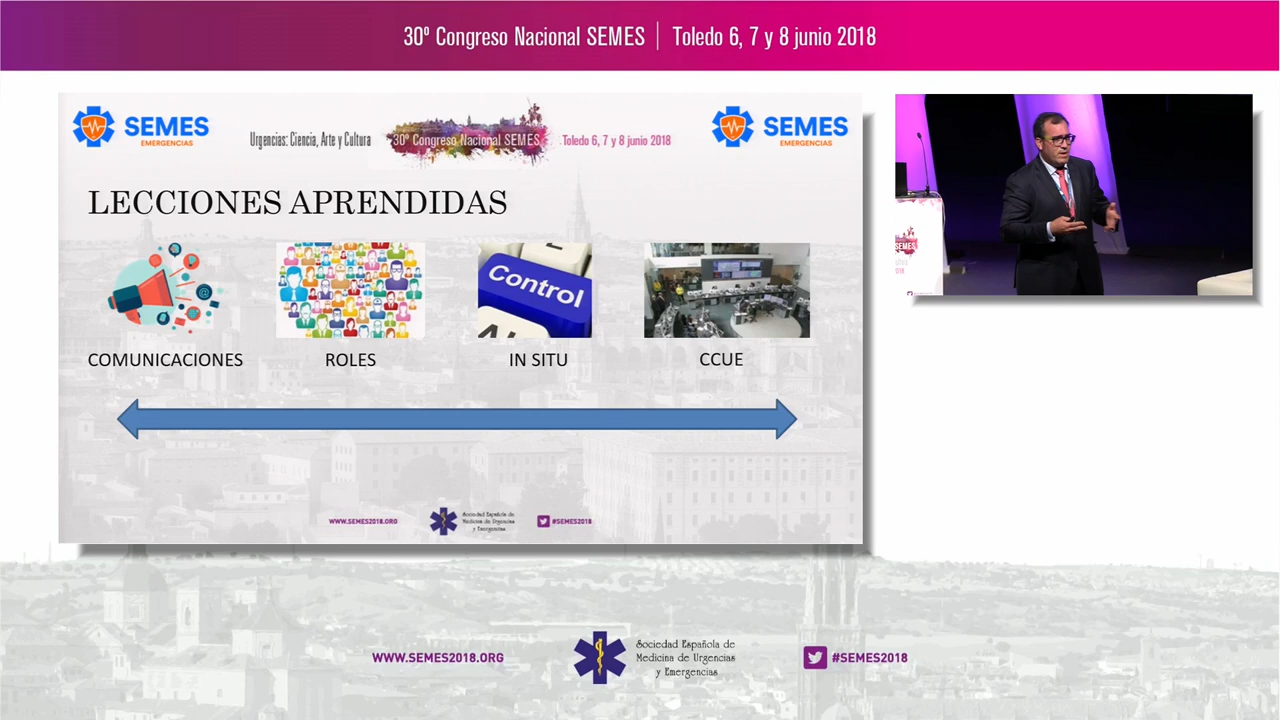 30º Congreso Nacional SEMES | Toledo 6, 7 y 8 junio 2018
SEMES
EMERGENCIAS
Urgencias: Ciencia, Arte y Cultura
30º Congreso Nacional SEMES
Toledo 6, 7 y 8 junio 2018
SEMES
EMERGENCIAS
LECCIONES APRENDIDAS
Control
COMUNICACIONES
ROLES
IN SITU
CCUE
WWW.SEMES2018.ORG
Sociedad Española de
Medicina de Urgencias
y Emergencias
#SEMES2018
SEMES
WWW.SEMES2018.ORG
Sociedad Española de
Medicina de Urgencias
y Emergencias
#SEMES2018